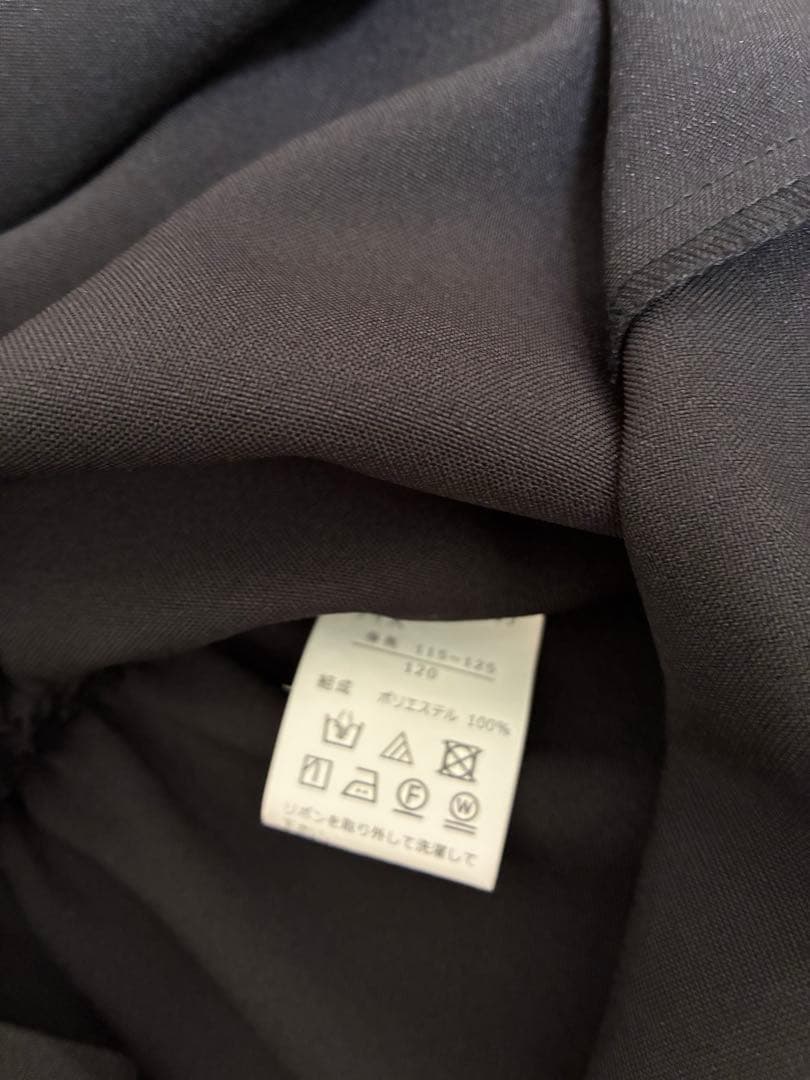 身長 115~125
120
組成 ポリエステル 100%
F W
リボンを取り外して洗濯して